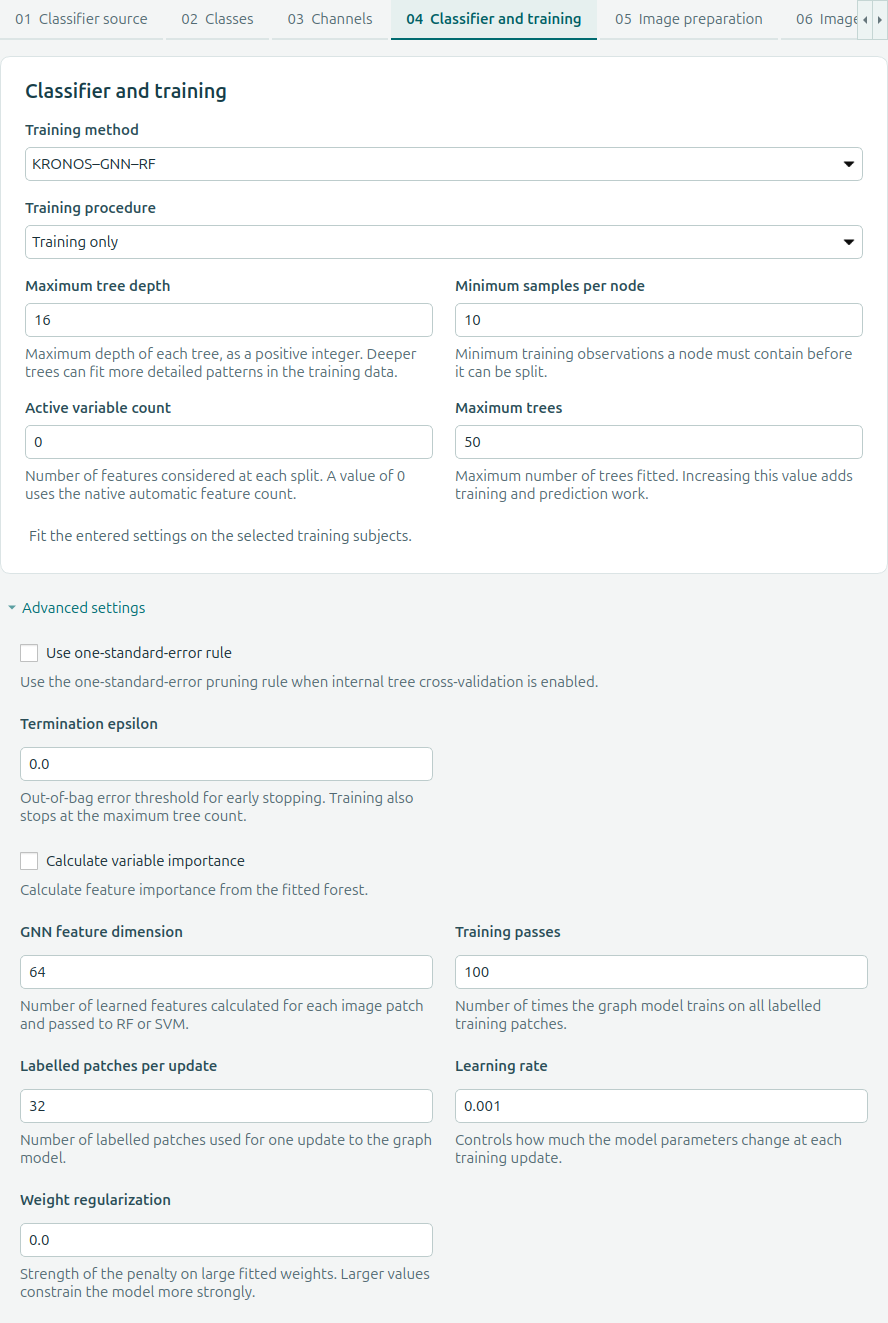 01 Classifier source
02 Classes
03 Channels
04 Classifier and training
05 Image preparation
06 Image
Classifier and training
Training method
KRONOS–GNN–RF
Training procedure
Training only
Maximum tree depth
16
Maximum depth of each tree, as a positive integer. Deeper
trees can fit more detailed patterns in the training data.
Minimum samples per node
10
Minimum training observations a node must contain before
it can be split.
Active variable count
0
Number of features considered at each split. A value of 0
uses the native automatic feature count.
Maximum trees
50
Maximum number of trees fitted. Increasing this value adds
training and prediction work.
Fit the entered settings on the selected training subjects.
Advanced settings
Use one-standard-error rule
Use the one-standard-error pruning rule when internal tree cross-validation is enabled.
Termination epsilon
0.0
Out-of-bag error threshold for early stopping. Training also
stops at the maximum tree count.
Calculate variable importance
Calculate feature importance from the fitted forest.
GNN feature dimension
64
Number of learned features calculated for each image patch
and passed to RF or SVM.
Training passes
100
Number of times the graph model trains on all labelled
training patches.
Labelled patches per update
32
Number of labelled patches used for one update to the graph
model.
Learning rate
0.001
Controls how much the model parameters change at each
training update.
Weight regularization
0.0
Strength of the penalty on large fitted weights. Larger values
constrain the model more strongly.